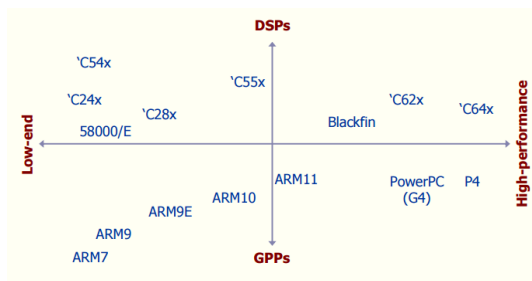 DSPs
‘C54x
‘C55x
‘C24x
‘C62x
‘C64x
‘C28x
Blackfin
58000/E
Low-end
High-performance
ARM11
PowerPC
(G4)
P4
ARM10
ARM9E
ARM9
ARM7
GPPs